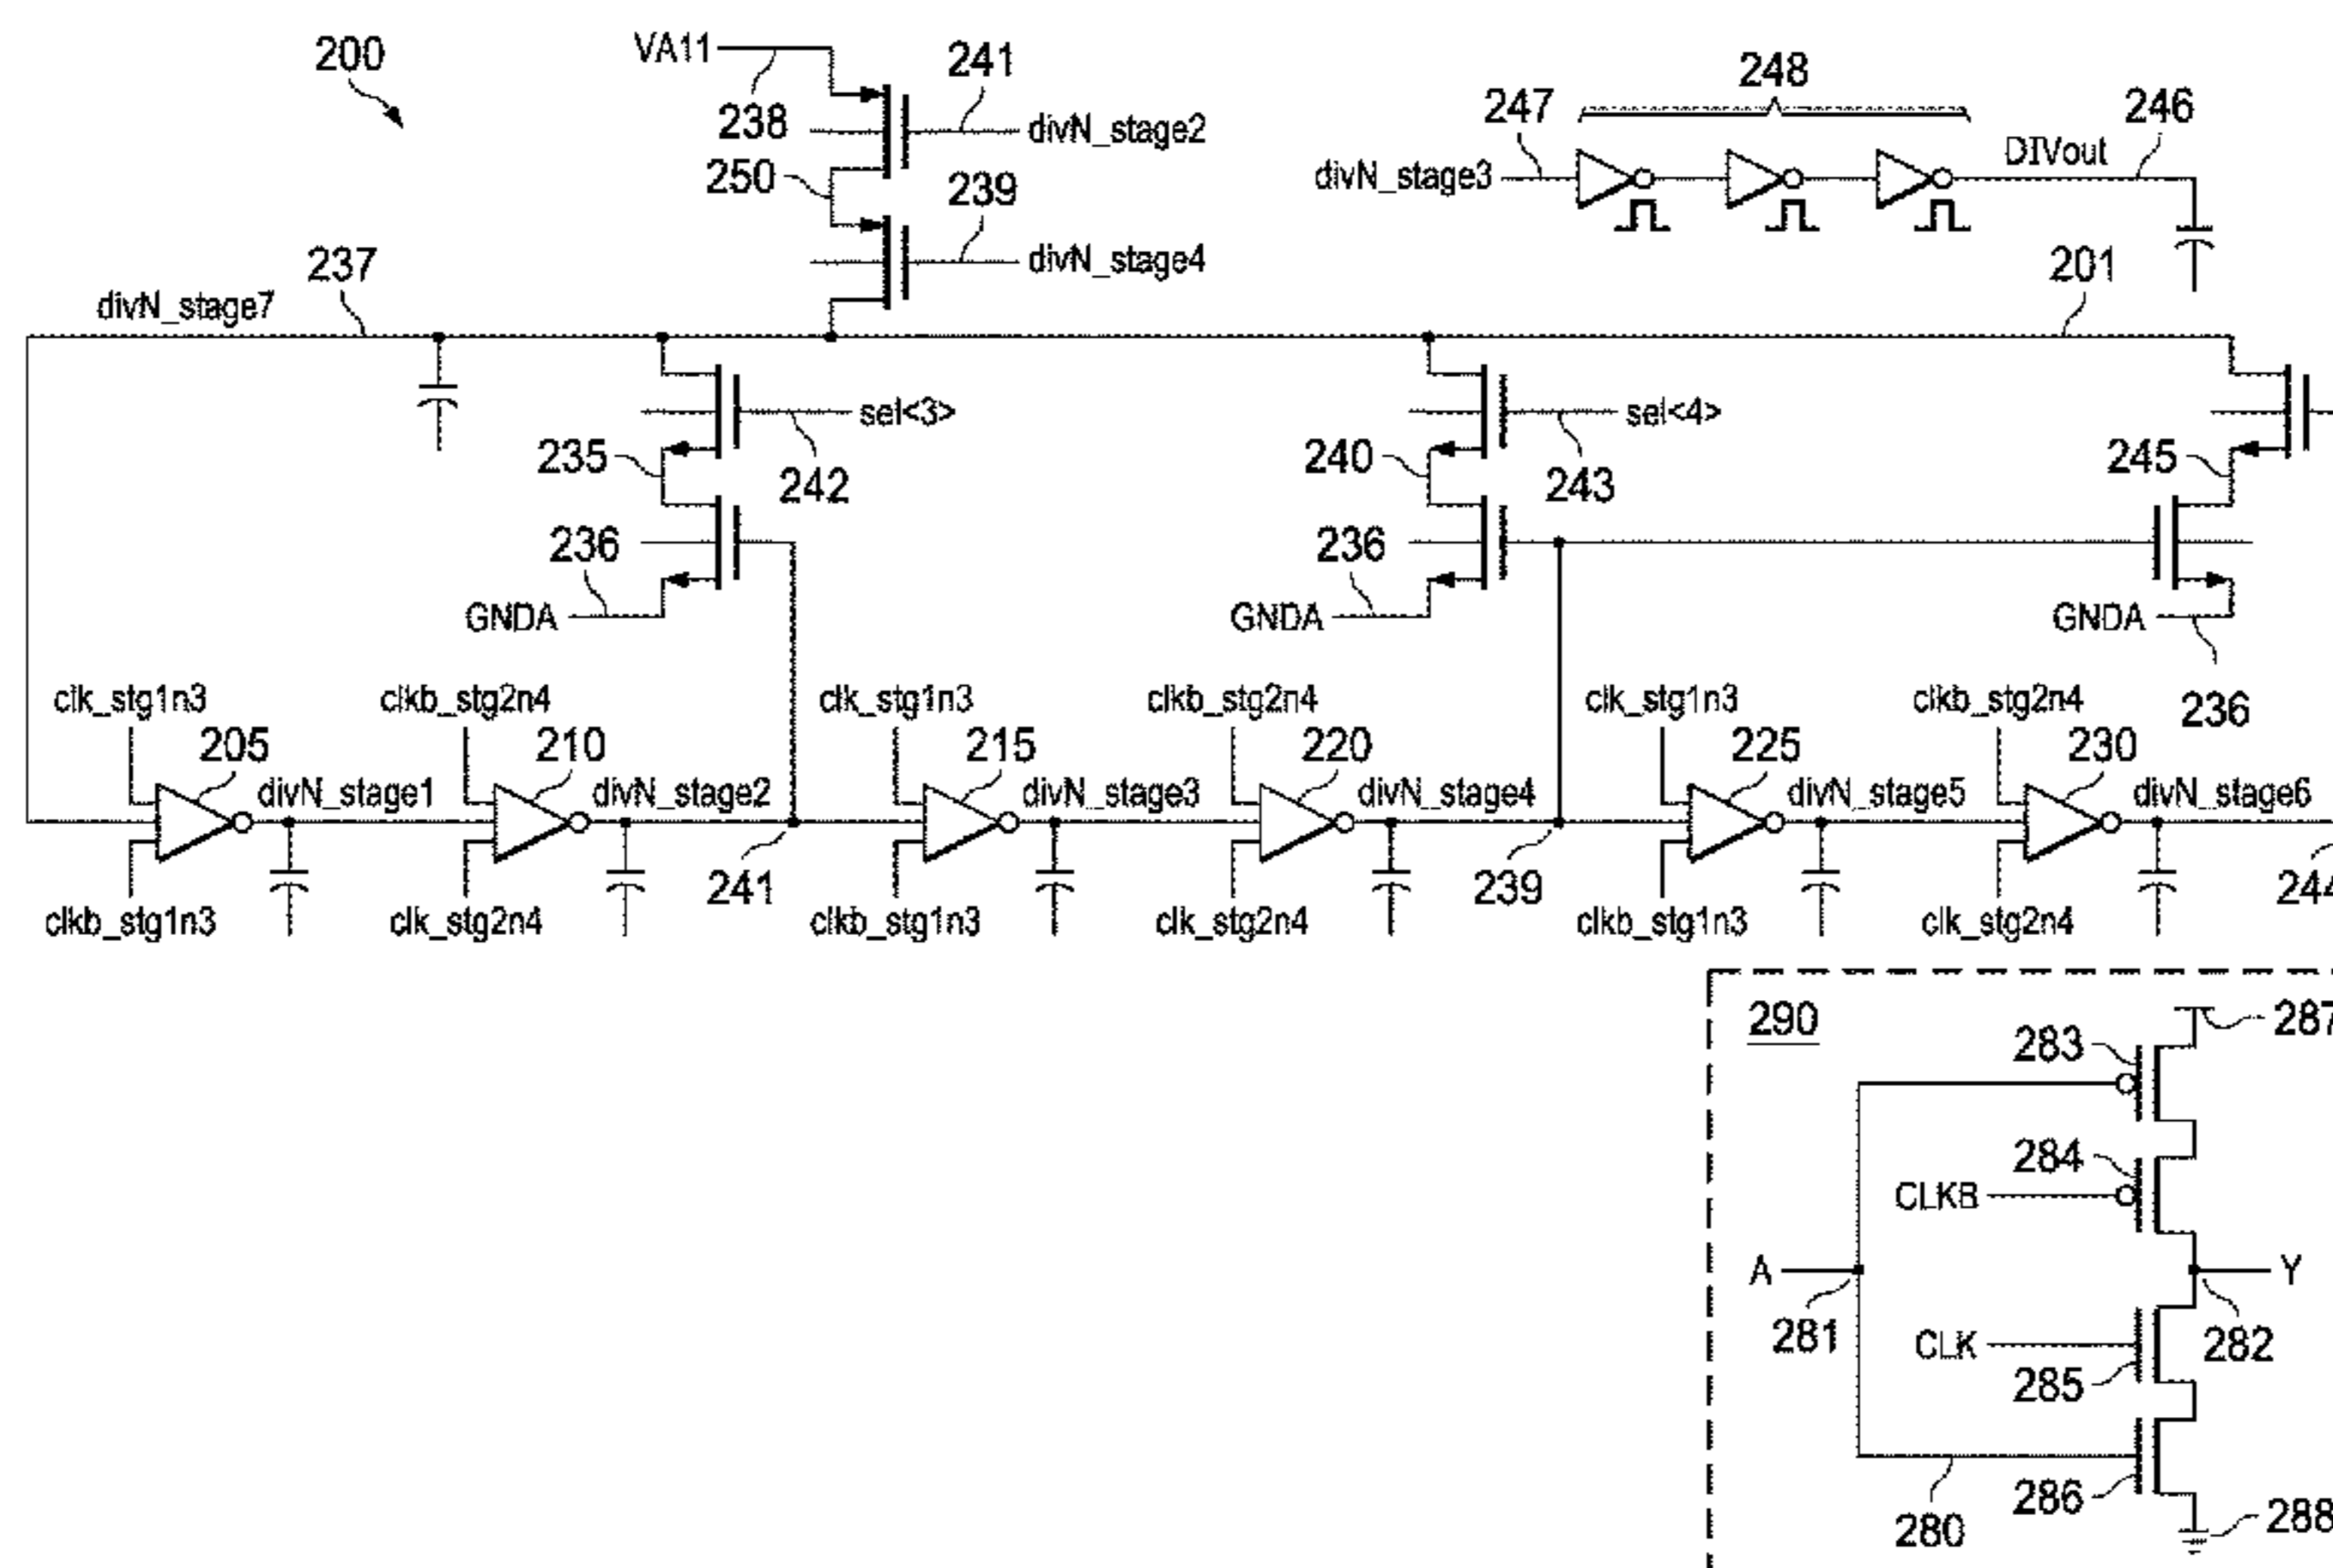 200
VA11
238
241
divN_stage2
250
239
divN_stage4
247
248
246
divN_stage3
DIVout
divN_stage7
237
201
235
sel<3>
242
236
GNDA
240
sel<4>
243
236
GNDA
245
GNDA
236
clk_stg1n3
205
clkb_stg2n4
210
clk_stg1n3
215
clkb_stg2n4
220
clk_stg1n3
225
clkb_stg2n4
230
divN_stage1
divN_stage2
divN_stage3
divN_stage4
divN_stage5
divN_stage6
241
239
244
clkb_stg1n3
clk_stg2n4
clkb_stg1n3
clk_stg2n4
clkb_stg1n3
clk_stg2n4
290
287
283
284
CLKB
A
281
Y
282
CLK
285
286
280
288